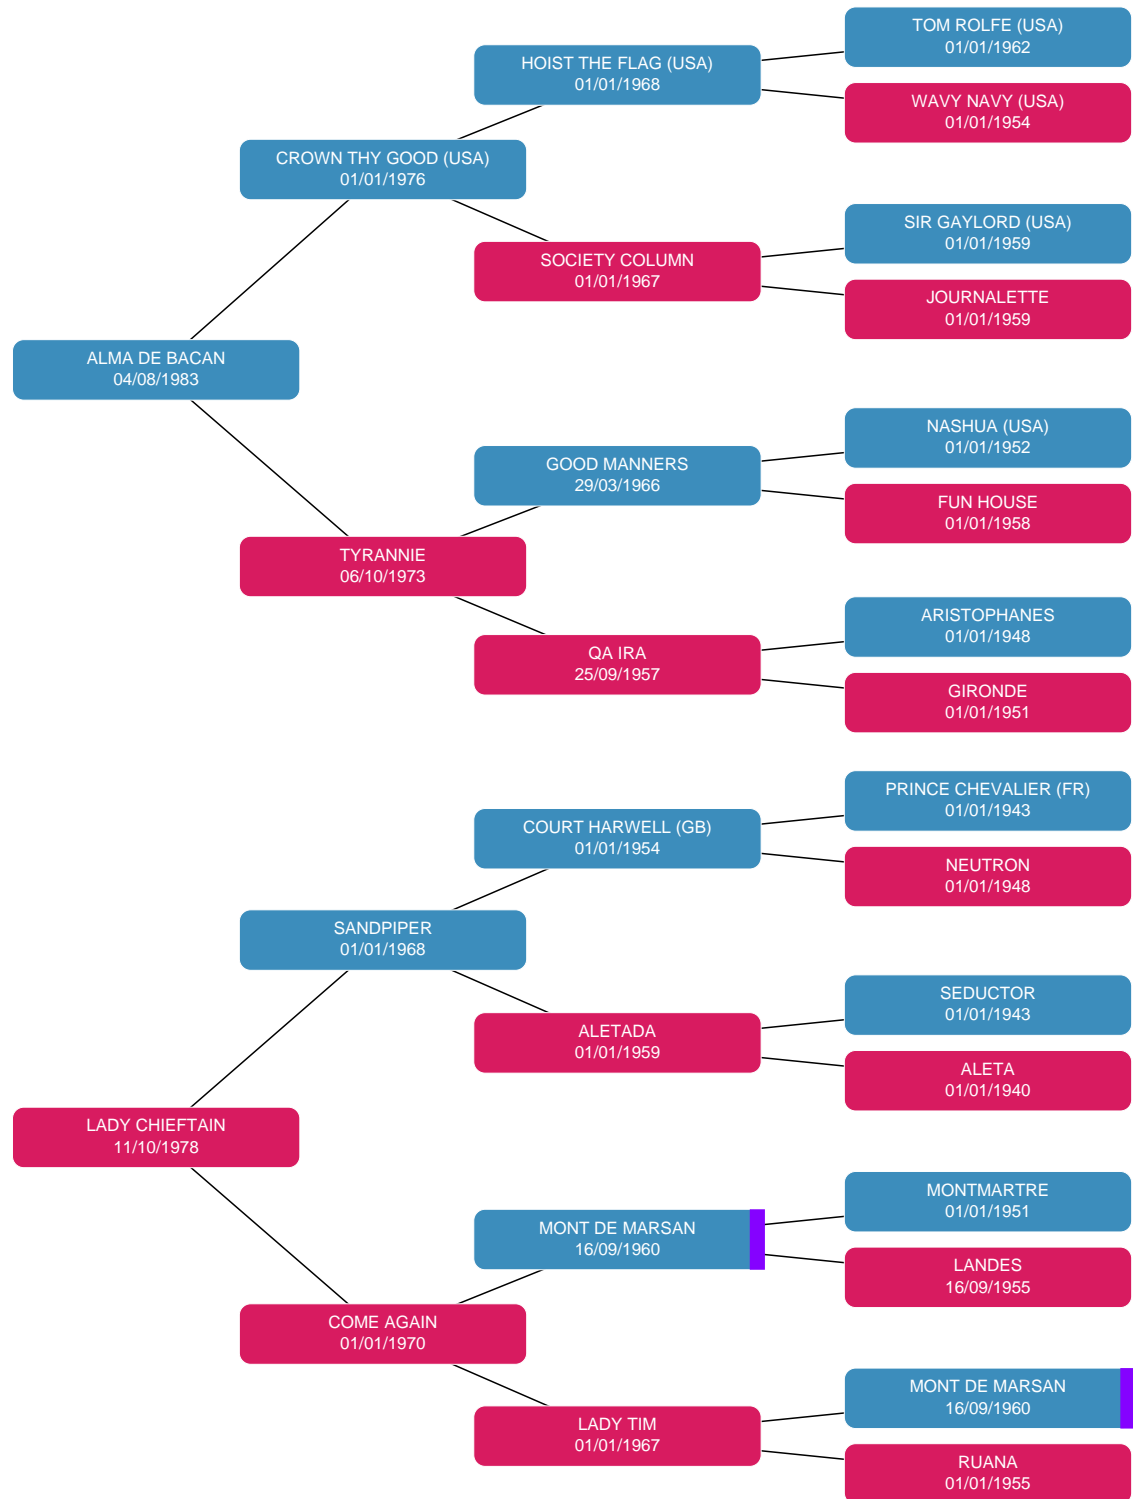 TOM ROLFE (USA)
01/01/1962
HOIST THE FLAG (USA)
01/01/1968
WAVY NAVY (USA)
01/01/1954
CROWN THY GOOD (USA)
01/01/1976
SIR GAYLORD (USA)
01/01/1959
SOCIETY COLUMN
01/01/1967
JOURNALETTE
01/01/1959
ALMA DE BACAN
04/08/1983
NASHUA (USA)
01/01/1952
GOOD MANNERS
29/03/1966
FUN HOUSE
01/01/1958
TYRANNIE
06/10/1973
ARISTOPHANES
01/01/1948
QA IRA
25/09/1957
GIRONDE
01/01/1951
PRINCE CHEVALIER (FR)
01/01/1943
COURT HARWELL (GB)
01/01/1954
NEUTRON
01/01/1948
SANDPIPER
01/01/1968
SEDUCTOR
01/01/1943
ALETADA
01/01/1959
ALETA
01/01/1940
LADY CHIEFTAIN
11/10/1978
MONTMARTRE
01/01/1951
MONT DE MARSAN
16/09/1960
LANDES
16/09/1955
COME AGAIN
01/01/1970
MONT DE MARSAN
16/09/1960
LADY TIM
01/01/1967
RUANA
01/01/1955